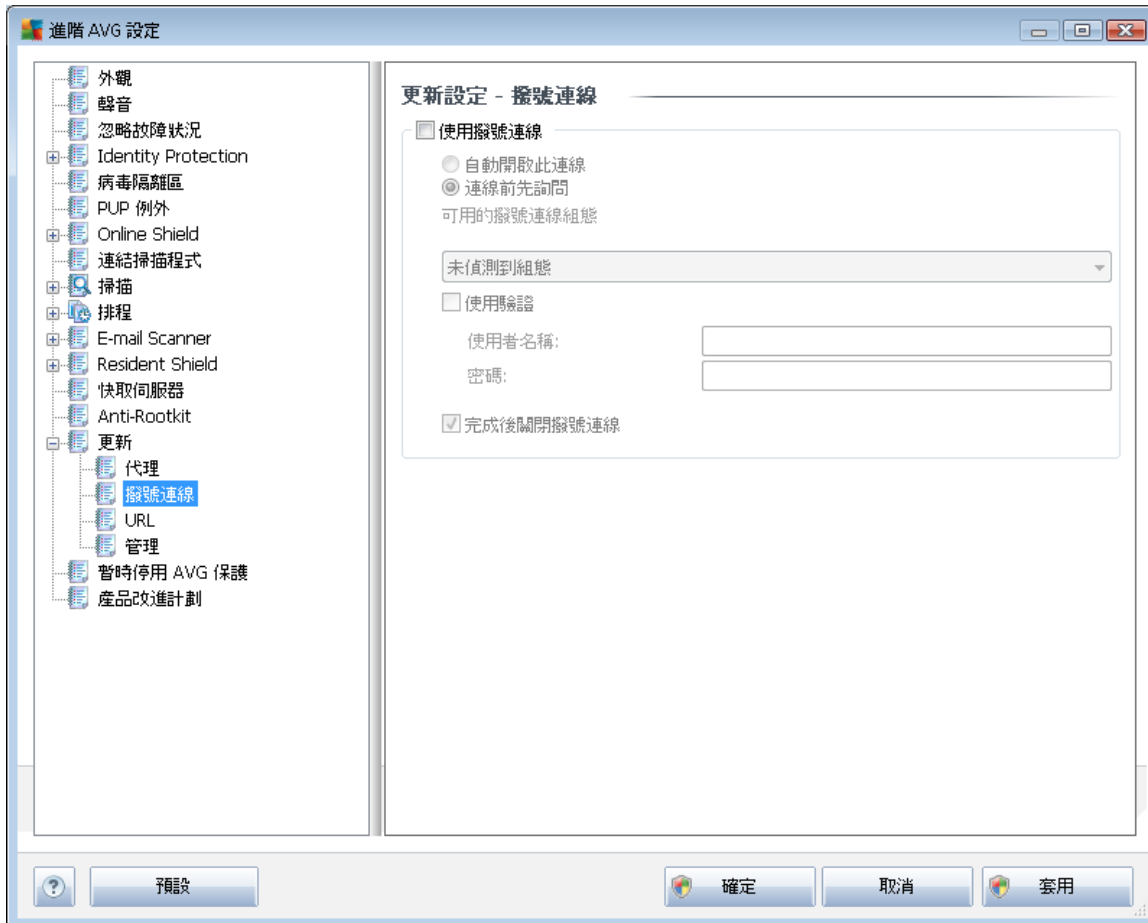 進階 AVG 設定
外觀
聲音
忽略故障狀況
Identity Protection
病毒隔離區
PUP 例外
Online Shield
連結掃描程式
掃描
排程
E-mail Scanner
Resident Shield
快取伺服器
Anti-Rootkit
更新
代理
撥號連線
URL
管理
暫時停用 AVG 保護
產品改進計劃
更新設定 - 撥號連線
使用撥號連線
自動開啟此連線
連線前先詢問
可用的撥號連線組態
未偵測到組態
使用驗證
使用者名稱:
密碼:
完成後關閉撥號連線
?
預設
確定
取消
套用